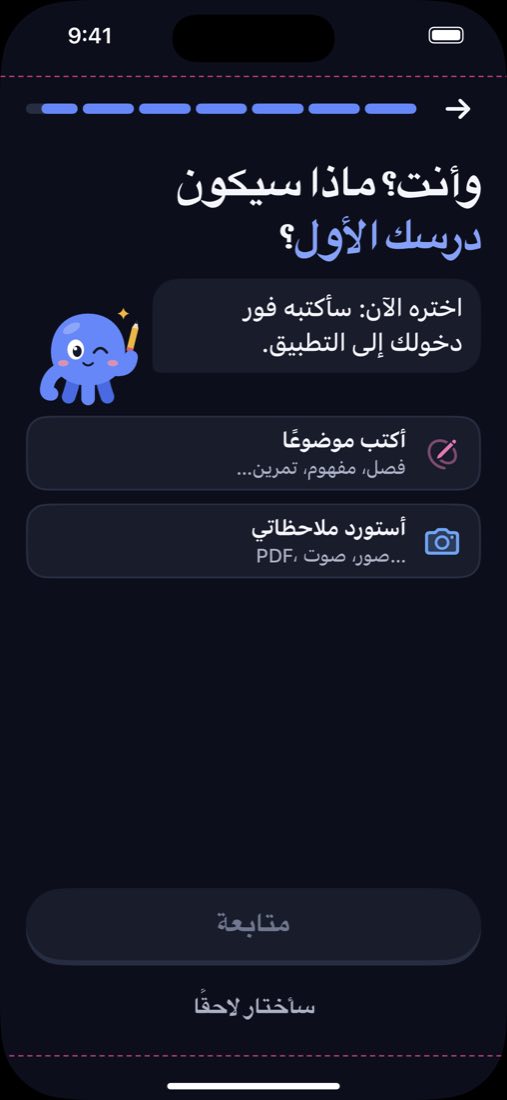 9:41
وأنت؟ ماذا سيكون
درسك الأول؟
اختره الآن: سأكتبه فور
دخولك إلى التطبيق.
أكتب موضوعًا
فصل، مفهوم، تمرين...
أستورد ملاحظاتي
...صور، صوت ،PDF
متابعة
سأختار لاحقًا